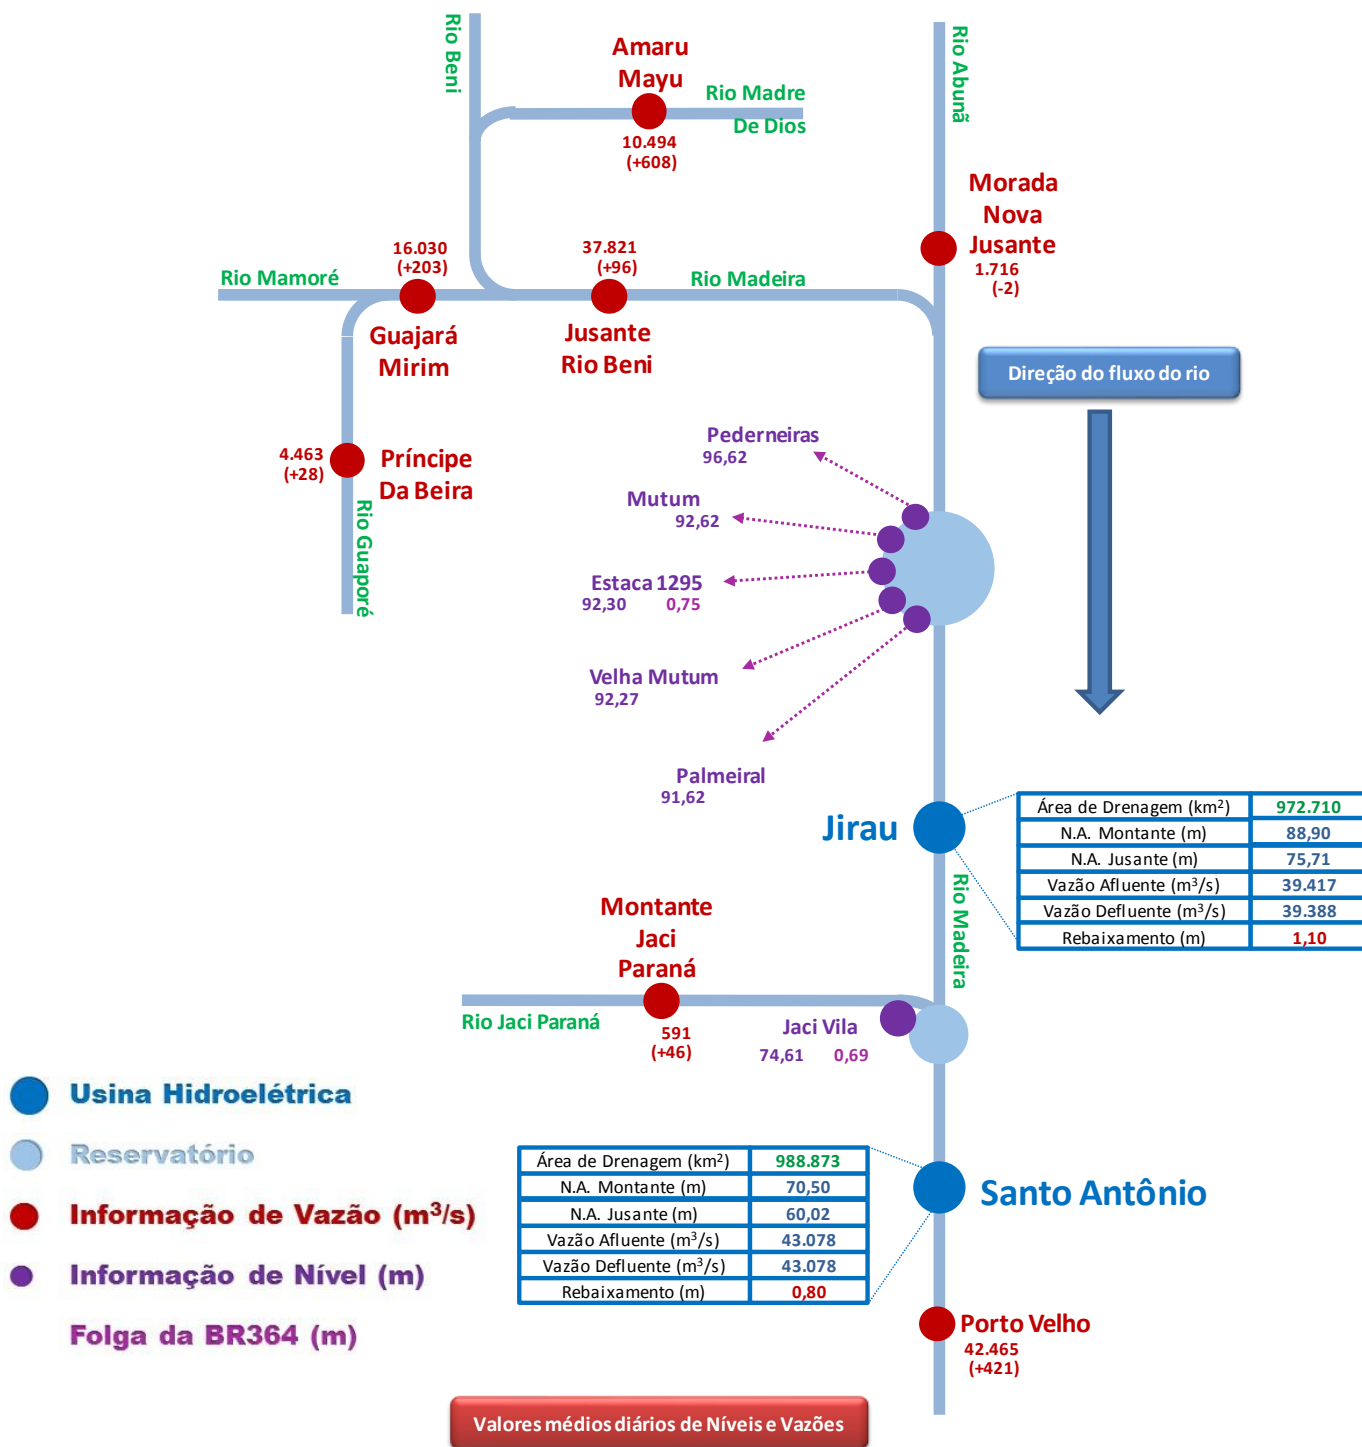 Rio Beni
Amaru
Mayu
Rio Madre
De Dios
10.494
(+608)
Rio Abunã
Morada
Nova
Jusante
1.716
(-2)
16.030
(+203)
37.821
(+96)
Rio Mamoré
Rio Madeira
Guajará
Mirim
Jusante
Rio Beni
Direção do fluxo do rio
4.463
(+28)
Príncipe
Da Beira
Rio Guaporé
Pederneiras
96,62
Mutum
92,62
Estaca 1295
92,30 0,75
Velha Mutum
92,27
Palmeiral
91,62
Jirau
Área de Drenagem (km²) 972.710
N.A. Montante (m) 88,90
N.A. Jusante (m) 75,71
Vazão Afluente (m³/s) 39.417
Vazão Defluente (m³/s) 39.388
Rebaixamento (m) 1,10
Rio Madeira
Montante
Jaci
Paraná
Rio Jaci Paraná
591
(+46)
Jaci Vila
74,61 0,69
Usina Hidroelétrica
Reservatório
Informação de Vazão (m³/s)
Informação de Nível (m)
Folga da BR364 (m)
Área de Drenagem (km²) 988.873
N.A. Montante (m) 70,50
N.A. Jusante (m) 60,02
Vazão Afluente (m³/s) 43.078
Vazão Defluente (m³/s) 43.078
Rebaixamento (m) 0,80
Santo Antônio
Porto Velho
42.465
(+421)
Valores médios diários de Níveis e Vazões